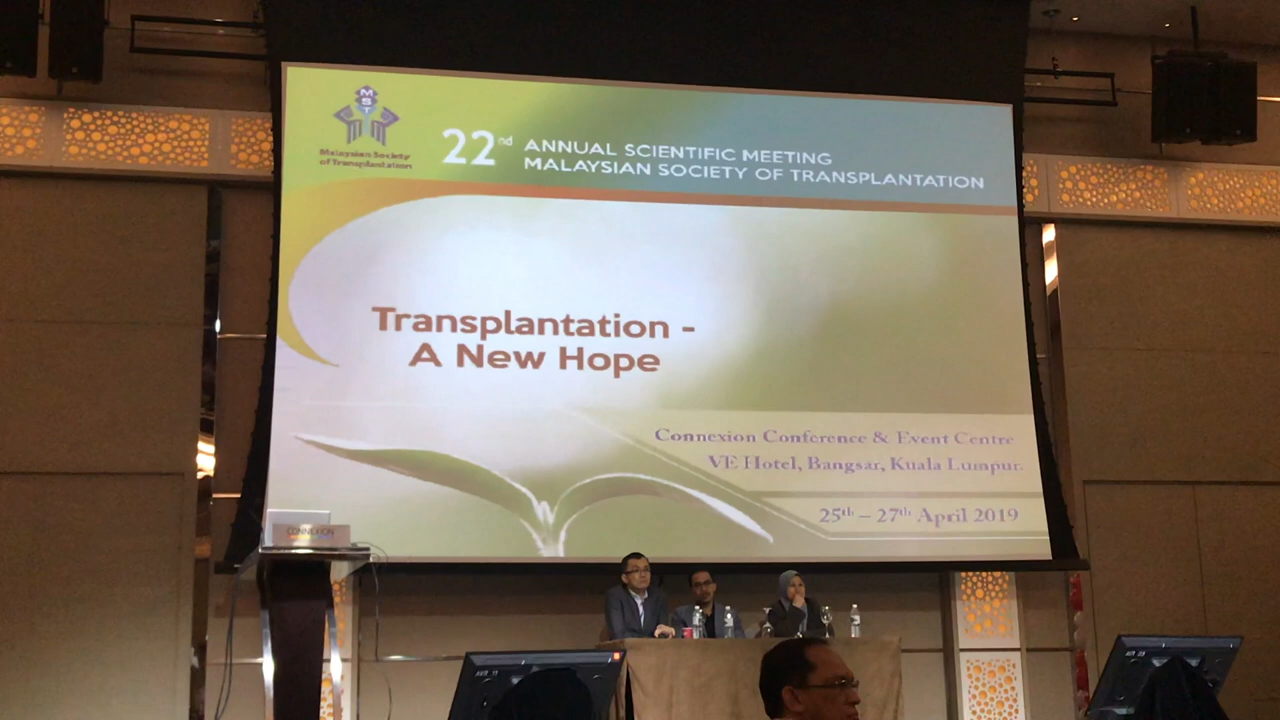 MST
Malaysian Society
of Transplantation
22nd ANNUAL SCIENTIFIC MEETING
MALAYSIAN SOCIETY OF TRANSPLANTATION
Transplantation -
A New Hope
Connexion Conference & Event Centre
VE Hotel, Bangsar, Kuala Lumpur.
25th – 27th April 2019
CONNEXION